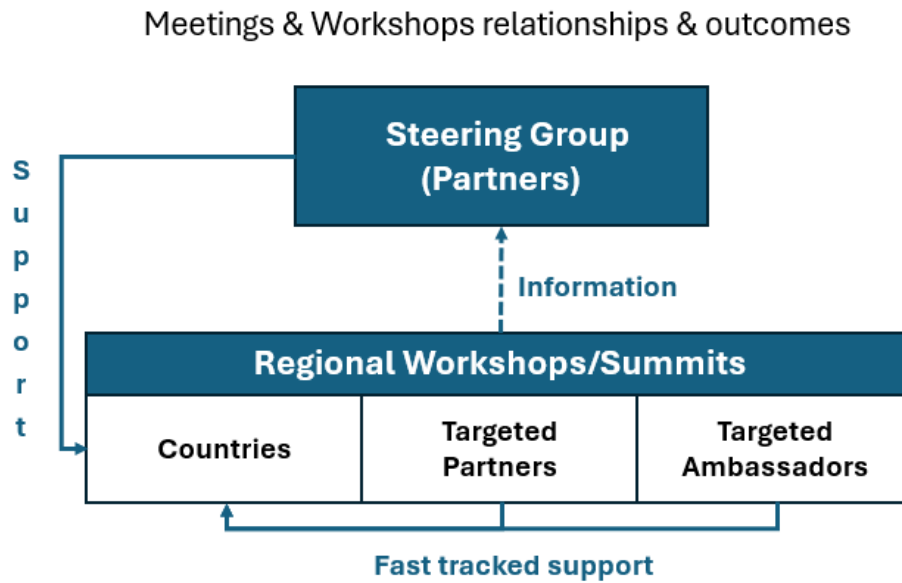 Meetings & Workshops relationships & outcomes
Steering Group
(Partners)
Support
Information
Regional Workshops/Summits
Countries
Targeted
Partners
Targeted
Ambassadors
Fast tracked support